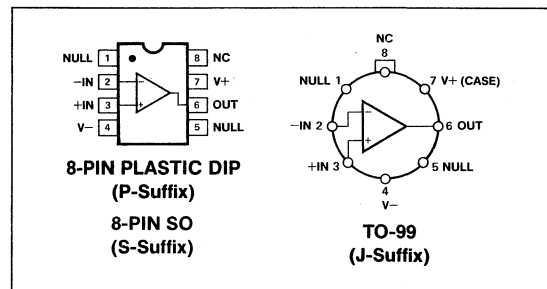 NULL 1
8 NC
−IN 2
7 V+
+IN 3
6 OUT
V− 4
5 NULL
8-PIN PLASTIC DIP
(P-Suffix)
8-PIN SO
(S-Suffix)
NC
8
NULL 1
7 V+ (CASE)
−IN 2
6 OUT
+IN 3
5 NULL
4
V−
TO-99
(J-Suffix)